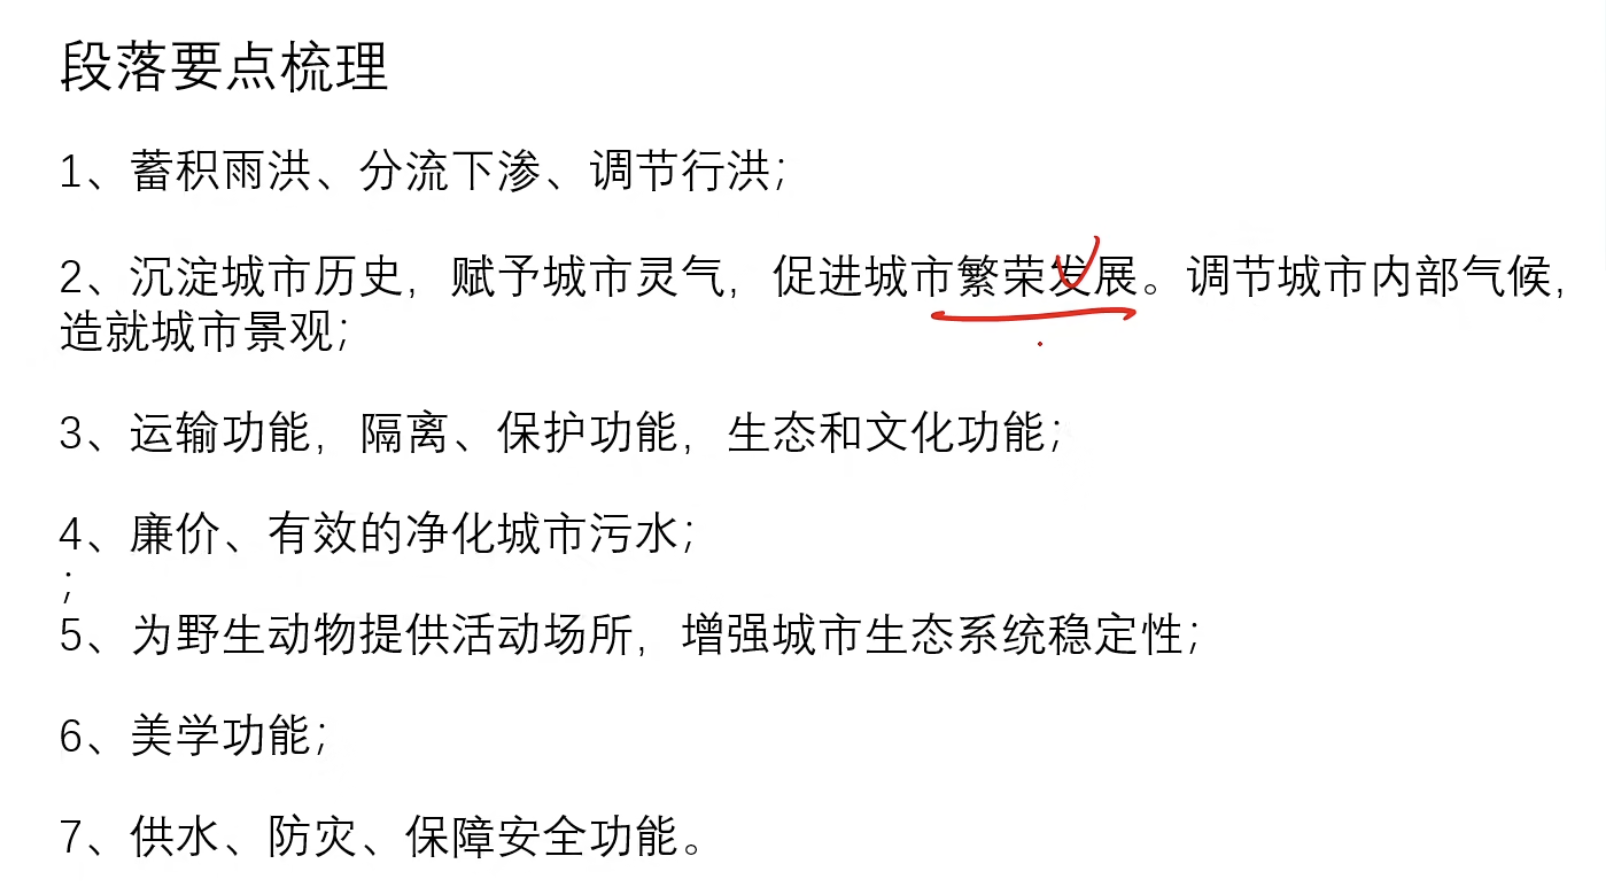 段落要点梳理
1、蓄积雨洪、分流下渗、调节行洪；
2、沉淀城市历史，赋予城市灵气，促进城市繁荣发展。调节城市内部气候，
造就城市景观；
3、运输功能，隔离、保护功能，生态和文化功能；
4、廉价、有效的净化城市污水；
；
5、为野生动物提供活动场所，增强城市生态系统稳定性；
6、美学功能；
7、供水、防灾、保障安全功能。